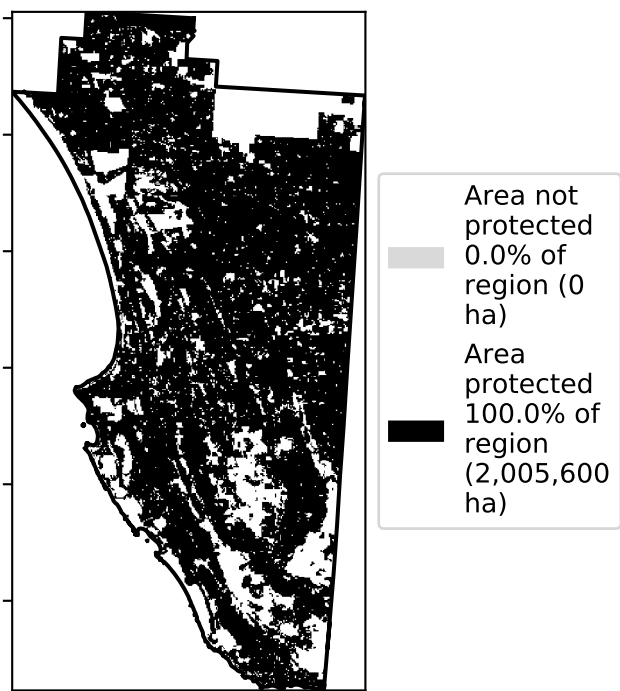 Area not
protected
0.0% of
region (0
ha)
Area
protected
100.0% of
region
(2,005,600
ha)